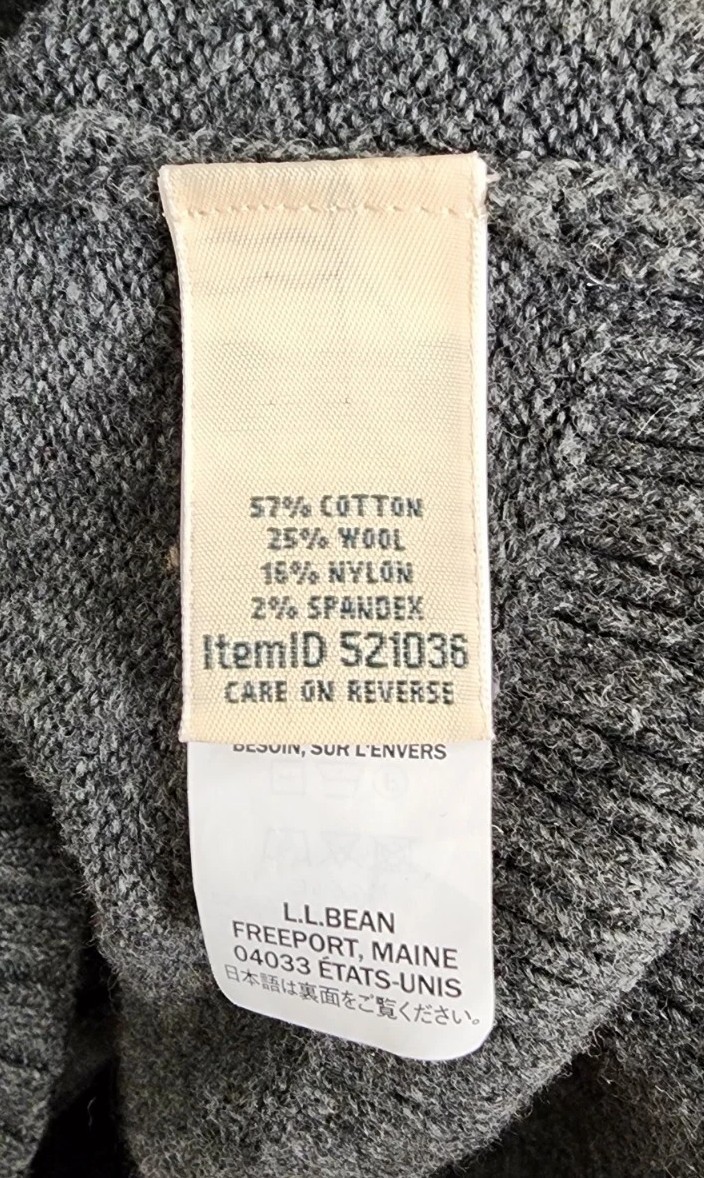 57% COTTON
25% WOOL
16% NYLON
2% SPANDEX
ItemID 521036
CARE ON REVERSE
BESOIN, SUR L'ENVERS
L.L.BEAN
FREEPORT, MAINE
04033 ÉTATS-UNIS
日本語は裏面をご覧ください。